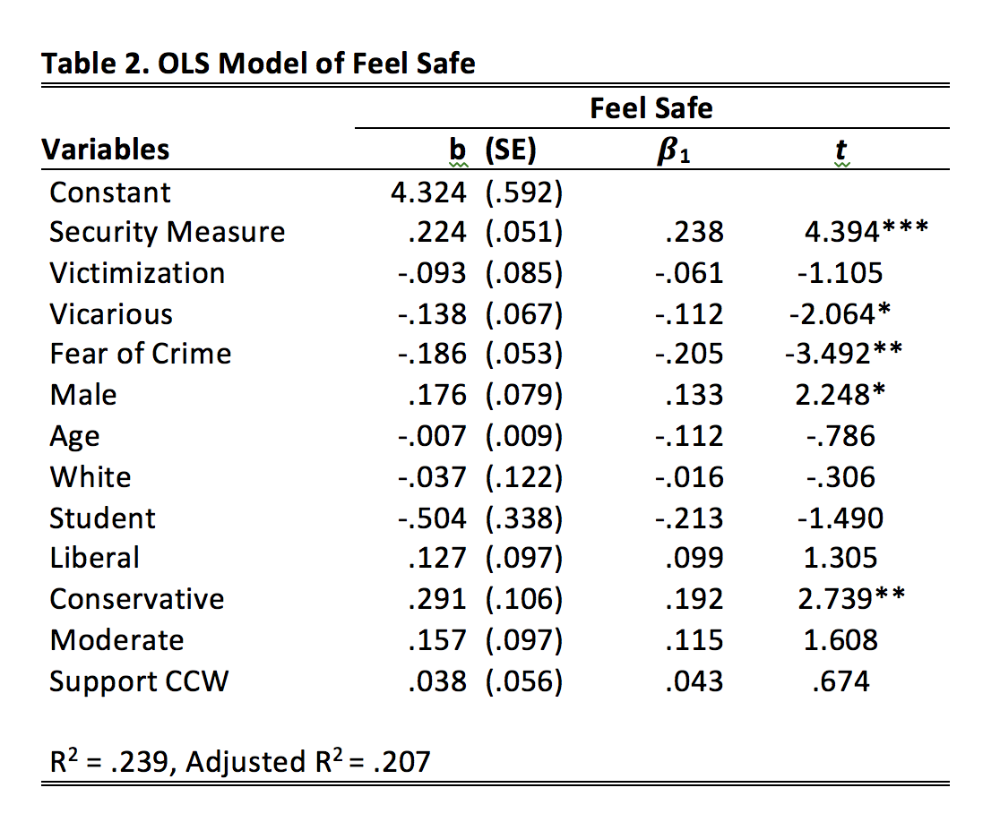 Table 2. OLS Model of Feel Safe
Feel Safe
Variables b (SE) β₁ t
Constant 4.324 (.592)
Security Measure .224 (.051) .238 4.394***
Victimization -.093 (.085) -.061 -1.105
Vicarious -.138 (.067) -.112 -2.064*
Fear of Crime -.186 (.053) -.205 -3.492**
Male .176 (.079) .133 2.248*
Age -.007 (.009) -.112 -.786
White -.037 (.122) -.016 -.306
Student -.504 (.338) -.213 -1.490
Liberal .127 (.097) .099 1.305
Conservative .291 (.106) .192 2.739**
Moderate .157 (.097) .115 1.608
Support CCW .038 (.056) .043 .674
R² = .239, Adjusted R² = .207